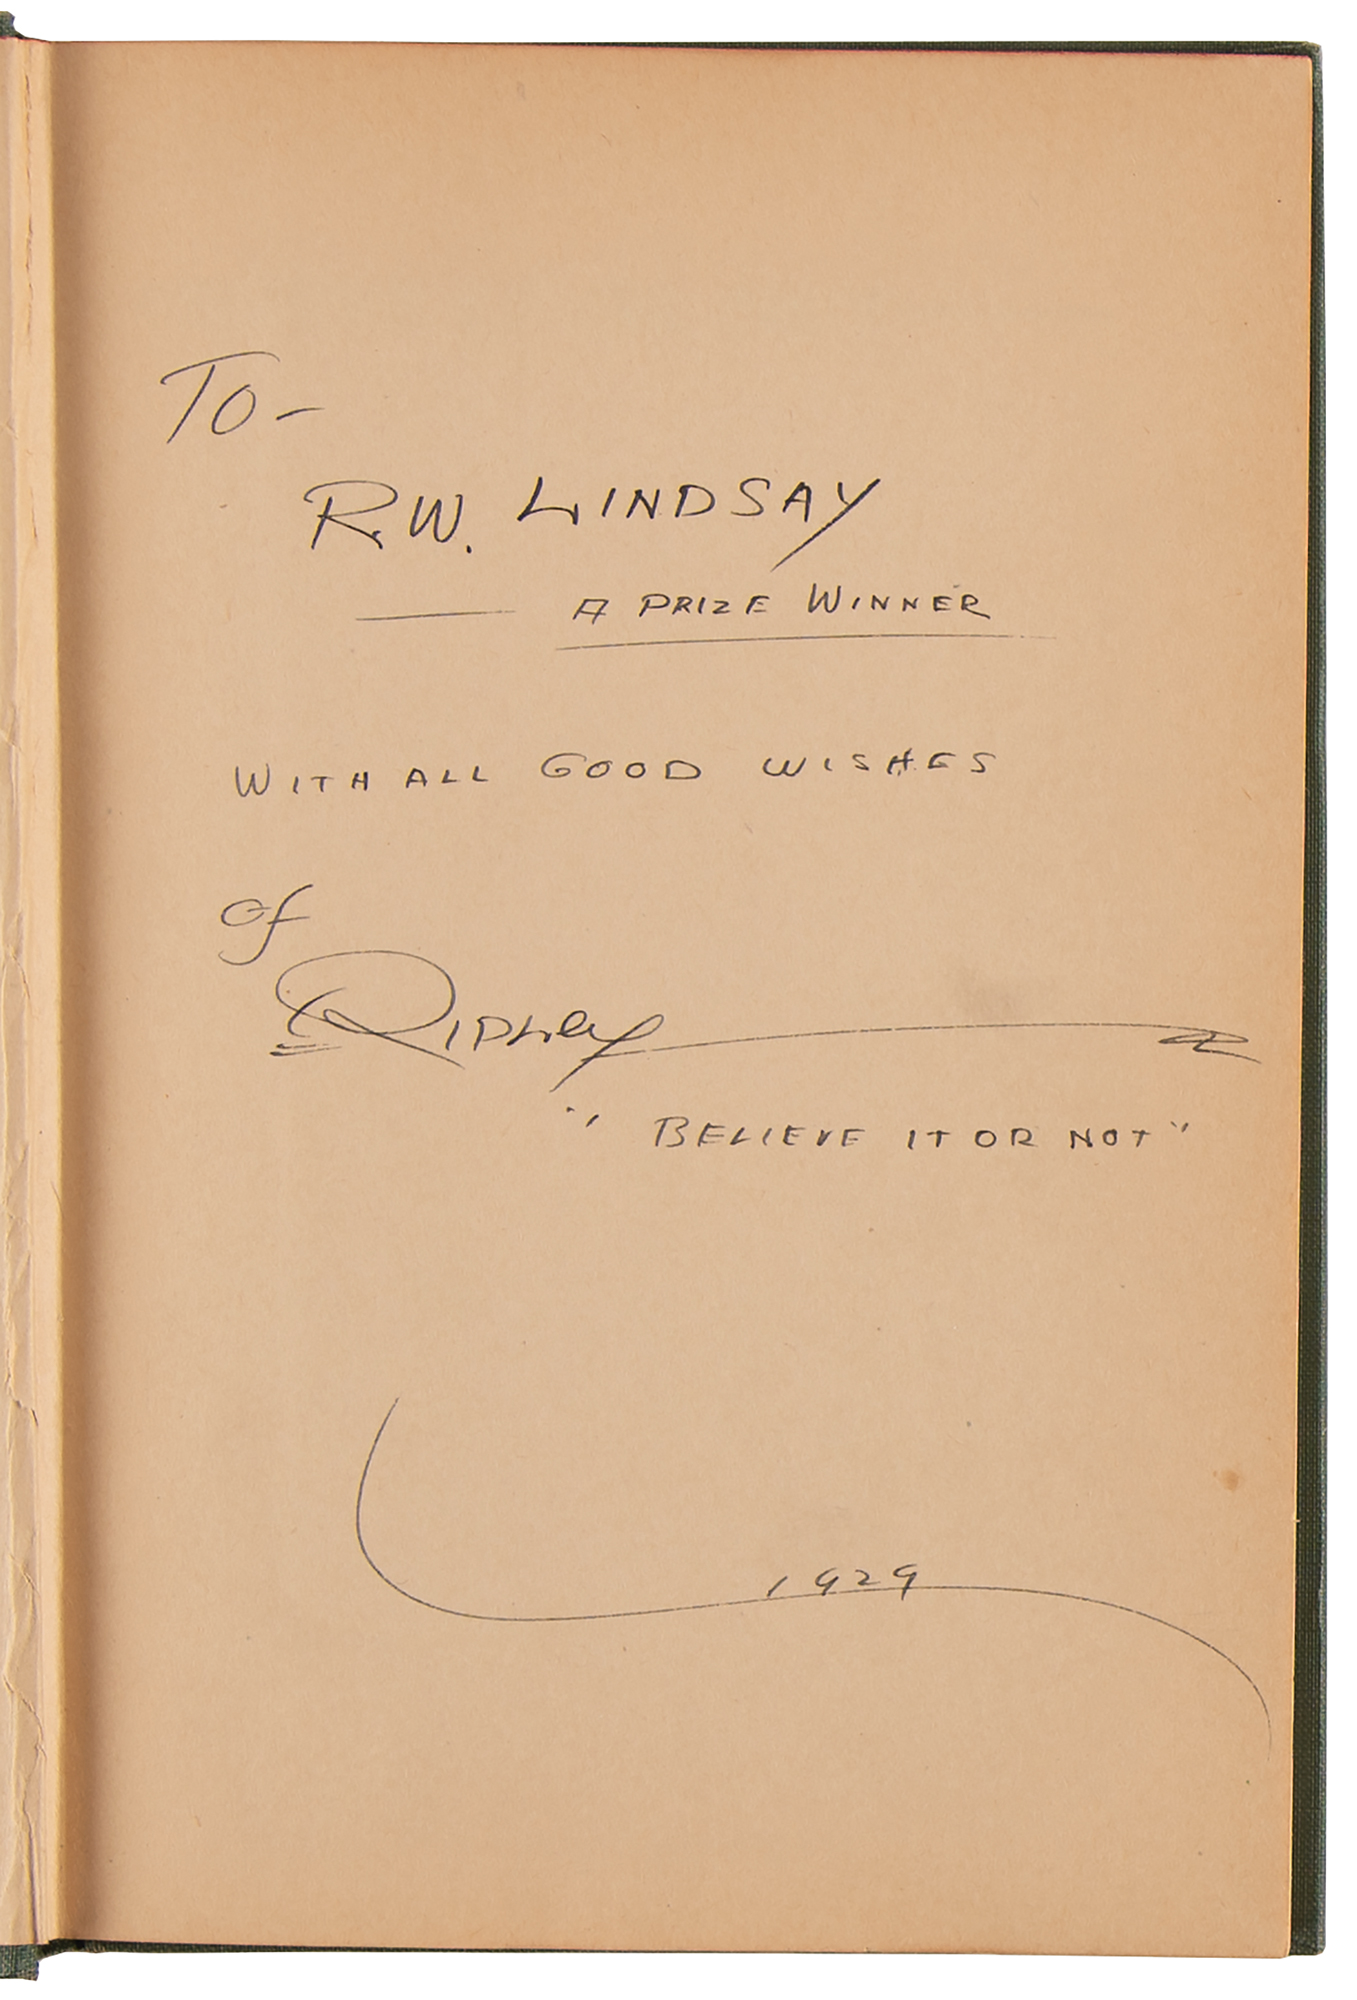 To-
R.W. LINDSAY
A PRIZE WINNER
WITH ALL GOOD WISHES
of
RIPLEY
"BELIEVE IT OR NOT"
1929